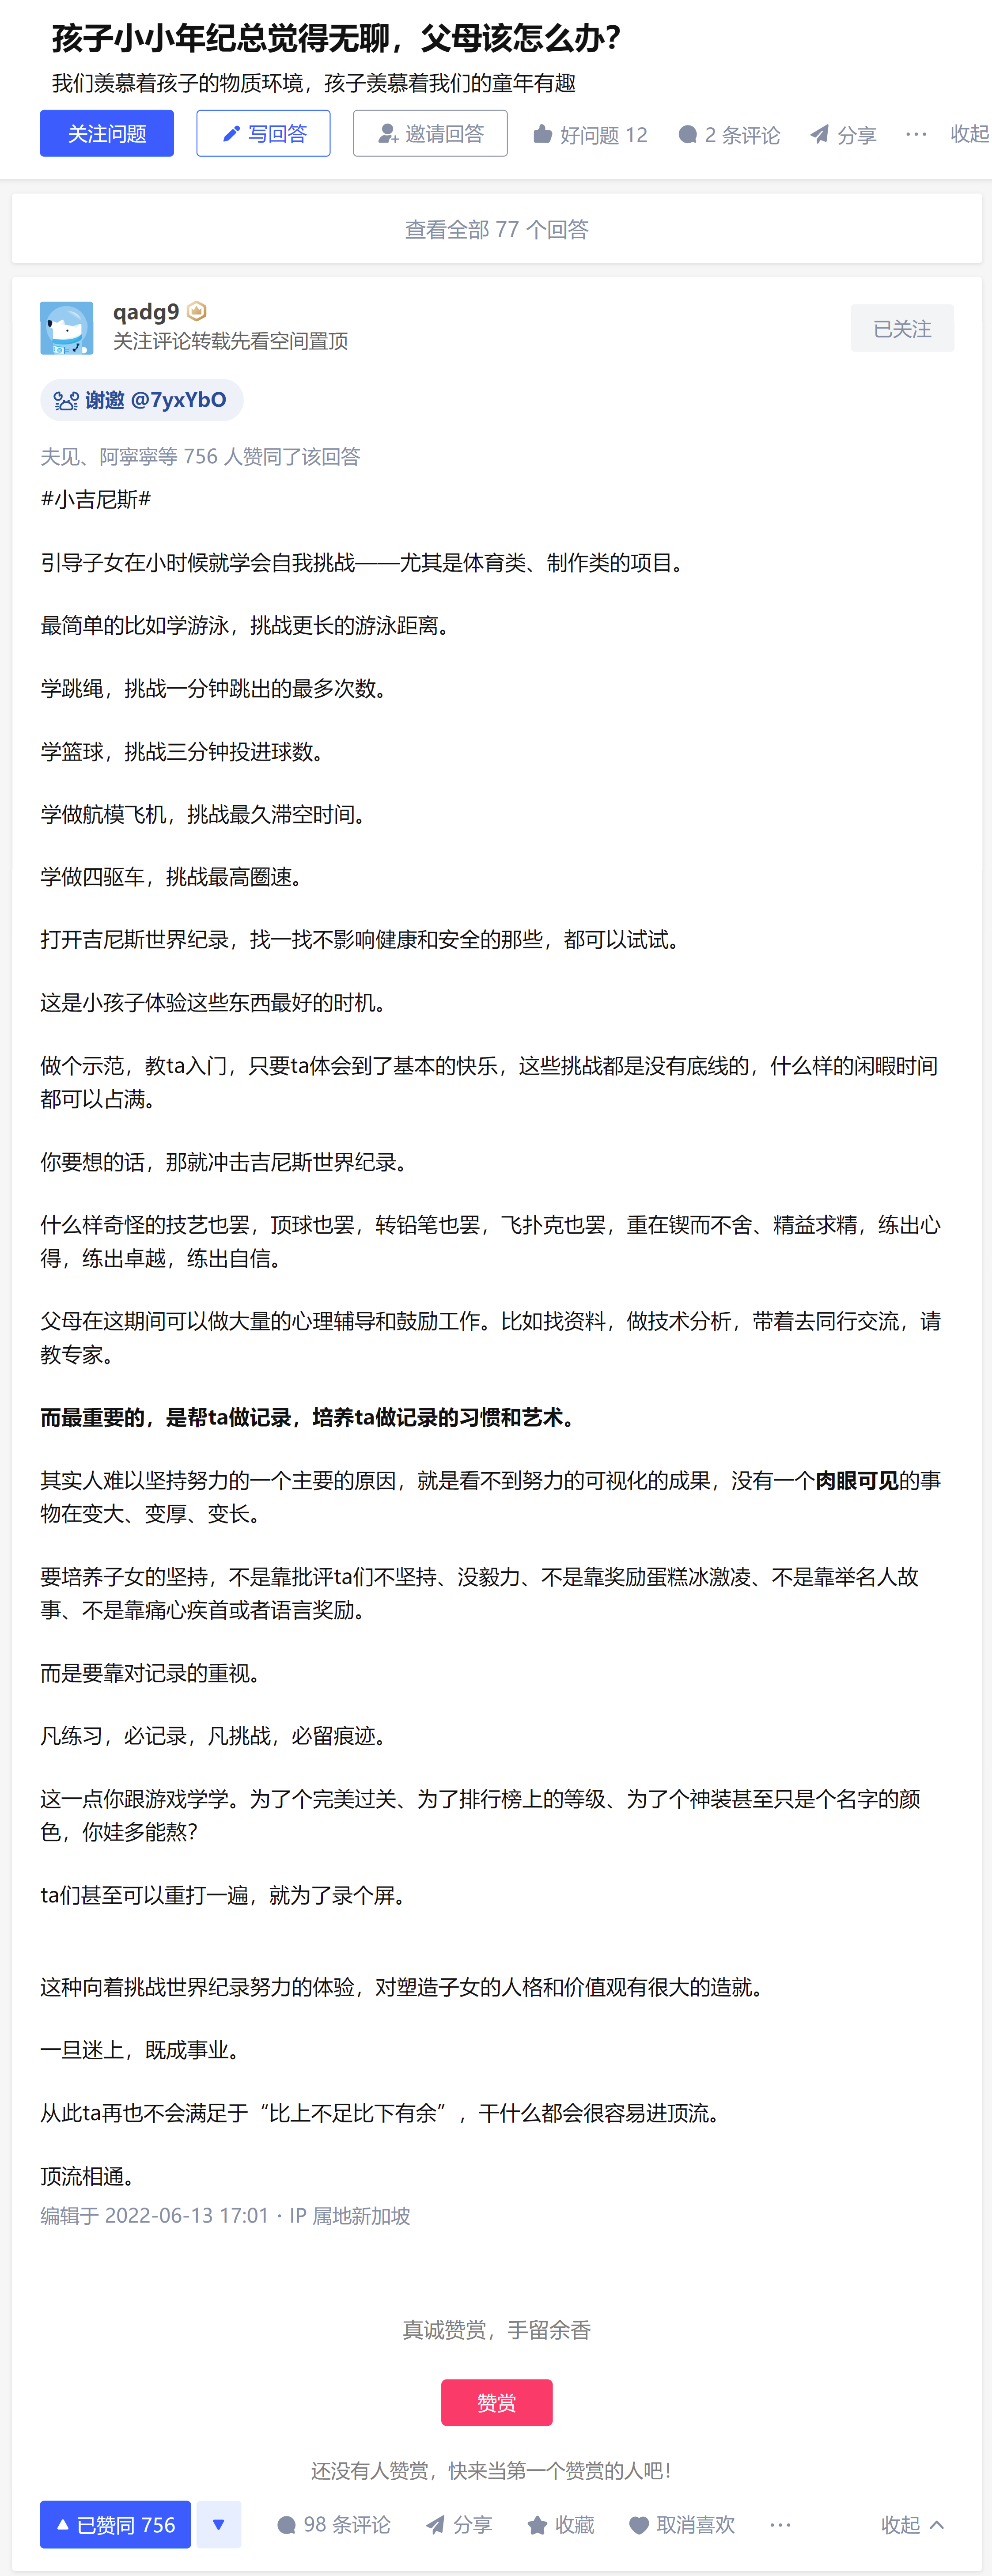 孩子小小年纪总觉得无聊，父母该怎么办？
我们羡慕着孩子的物质环境，孩子羡慕着我们的童年有趣
关注问题 写回答 邀请回答 好问题 12 2 条评论 分享 ··· 收起
查看全部 77 个回答
qadg9
关注评论转载先看空间置顶
已关注
谢邀 @7yxYbO
夫见、阿寧寧等 756 人赞同了该回答
#小吉尼斯#
引导子女在小时候就学会自我挑战——尤其是体育类、制作类的项目。
最简单的比如学游泳，挑战更长的游泳距离。
学跳绳，挑战一分钟跳出的最多次数。
学篮球，挑战三分钟投进球数。
学做航模飞机，挑战最久滞空时间。
学做四驱车，挑战最高圈速。
打开吉尼斯世界纪录，找一找不影响健康和安全的那些，都可以试试。
这是小孩子体验这些东西最好的时机。
做个示范，教ta入门，只要ta体会到了基本的快乐，这些挑战都是没有底线的，什么样的闲暇时间
都可以占满。
你要想的话，那就冲击吉尼斯世界纪录。
什么样奇怪的技艺也罢，顶球也罢，转铅笔也罢，飞扑克也罢，重在锲而不舍、精益求精，练出心
得，练出卓越，练出自信。
父母在这期间可以做大量的心理辅导和鼓励工作。比如找资料，做技术分析，带着去同行交流，请
教专家。
而最重要的，是帮ta做记录，培养ta做记录的习惯和艺术。
其实人难以坚持努力的一个主要的原因，就是看不到努力的可视化的成果，没有一个肉眼可见的事
物在变大、变厚、变长。
要培养子女的坚持，不是靠批评ta们不坚持、没毅力、不是靠奖励蛋糕冰激凌、不是靠举名人故
事、不是靠痛心疾首或者语言奖励。
而是要靠对记录的重视。
凡练习，必记录，凡挑战，必留痕迹。
这一点你跟游戏学学。为了个完美过关、为了排行榜上的等级、为了个神装甚至只是个名字的颜
色，你娃多能熬？
ta们甚至可以重打一遍，就为了录个屏。
这种向着挑战世界纪录努力的体验，对塑造子女的人格和价值观有很大的造就。
一旦迷上，既成事业。
从此ta再也不会满足于“比上不足比下有余”，干什么都会很容易进顶流。
顶流相通。
编辑于 2022-06-13 17:01 · IP 属地新加坡
真诚赞赏，手留余香
赞赏
还没有人赞赏，快来当第一个赞赏的人吧！
已赞同 756 98 条评论 分享 收藏 取消喜欢 ··· 收起